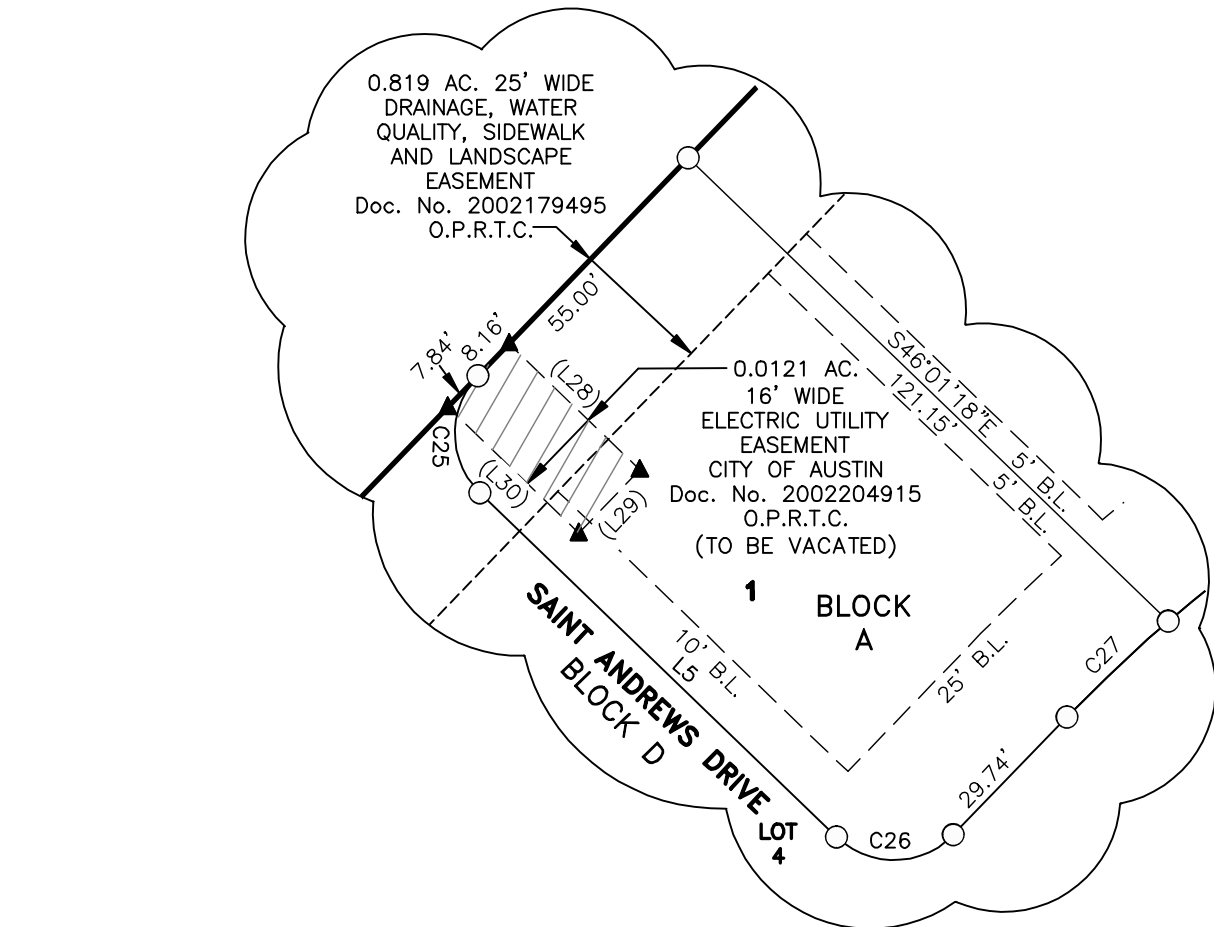 0.819 AC. 25' WIDE
DRAINAGE, WATER
QUALITY, SIDEWALK
AND LANDSCAPE
EASEMENT
Doc. No. 2002179495
O.P.R.T.C.
55.00'
8.16'
7.84'
C25
(L28)
(L30)
(L29)
0.0121 AC.
16' WIDE
ELECTRIC UTILITY
EASEMENT
CITY OF AUSTIN
Doc. No. 2002204915
O.P.R.T.C.
(TO BE VACATED)
S46°01'18"E
121.15'
5' B.L.
5' B.L.
1
BLOCK
A
10' B.L.
L5
25' B.L.
C27
29.74'
C26
SAINT ANDREWS DRIVE
BLOCK D
LOT
4